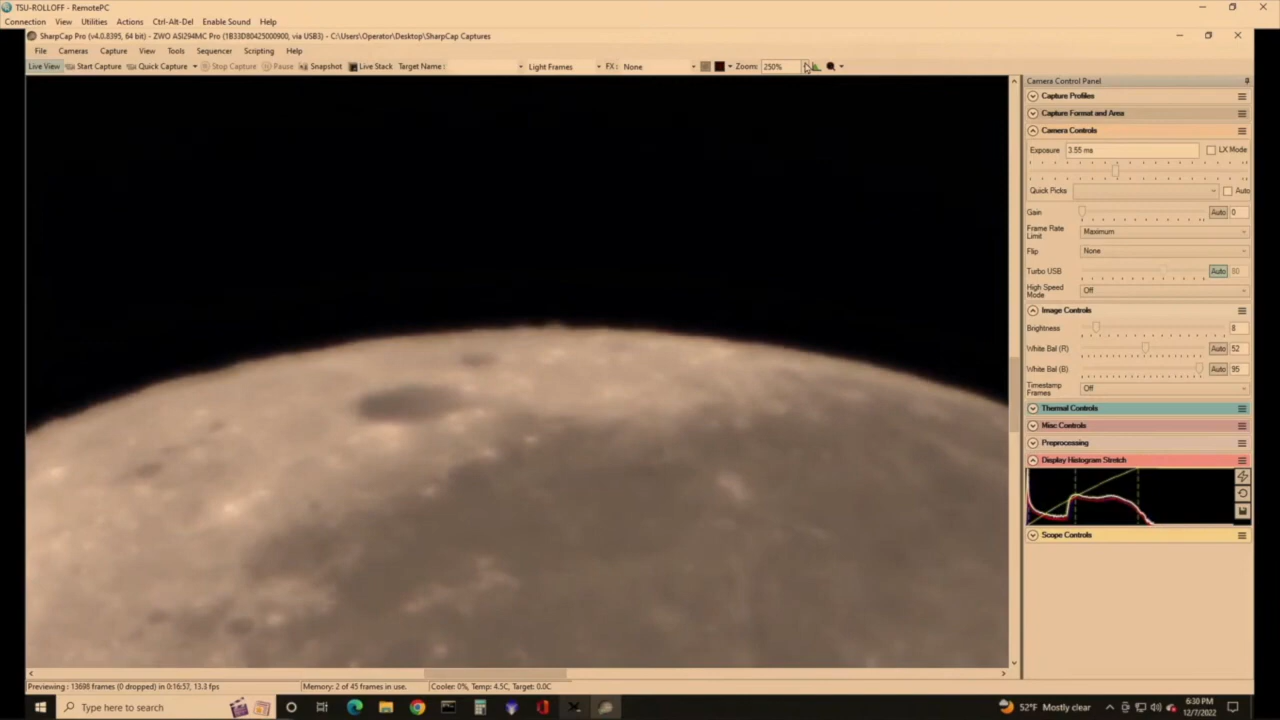 TSU-ROLLOFF - RemotePC
Connection View Utilities Actions Ctrl-Alt-Del Enable Sound Help
SharpCap Pro (v4.0.8395, 64 bit) - ZWO ASI294MC Pro (1B33D80425000900, via USB3) - C:\Users\Operator\Desktop\SharpCap Captures
File Cameras Capture View Tools Sequencer Scripting Help
Live View Start Capture Quick Capture Stop Capture Pause Snapshot Live Stack Target Name : Light Frames FX: None Zoom: 250%
Camera Control Panel
Capture Profiles
Capture Format and Area
Camera Controls
Exposure 3.55 ms LX Mode
Quick Picks Auto
Gain Auto 0
Frame Rate Limit Maximum
Flip None
Turbo USB Auto 80
High Speed Mode Off
Image Controls
Brightness 8
White Bal (R) Auto 52
White Bal (B) Auto 95
Timestamp Frames Off
Thermal Controls
Misc Controls
Preprocessing
Display Histogram Stretch
Scope Controls
Previewing : 13698 frames (0 dropped) in 0:16:57, 13.3 fps Memory: 2 of 45 frames in use. Cooler: 0%, Temp: 4.5C, Target: 0.0C
Type here to search 52°F Mostly clear 6:30 PM
12/7/2022